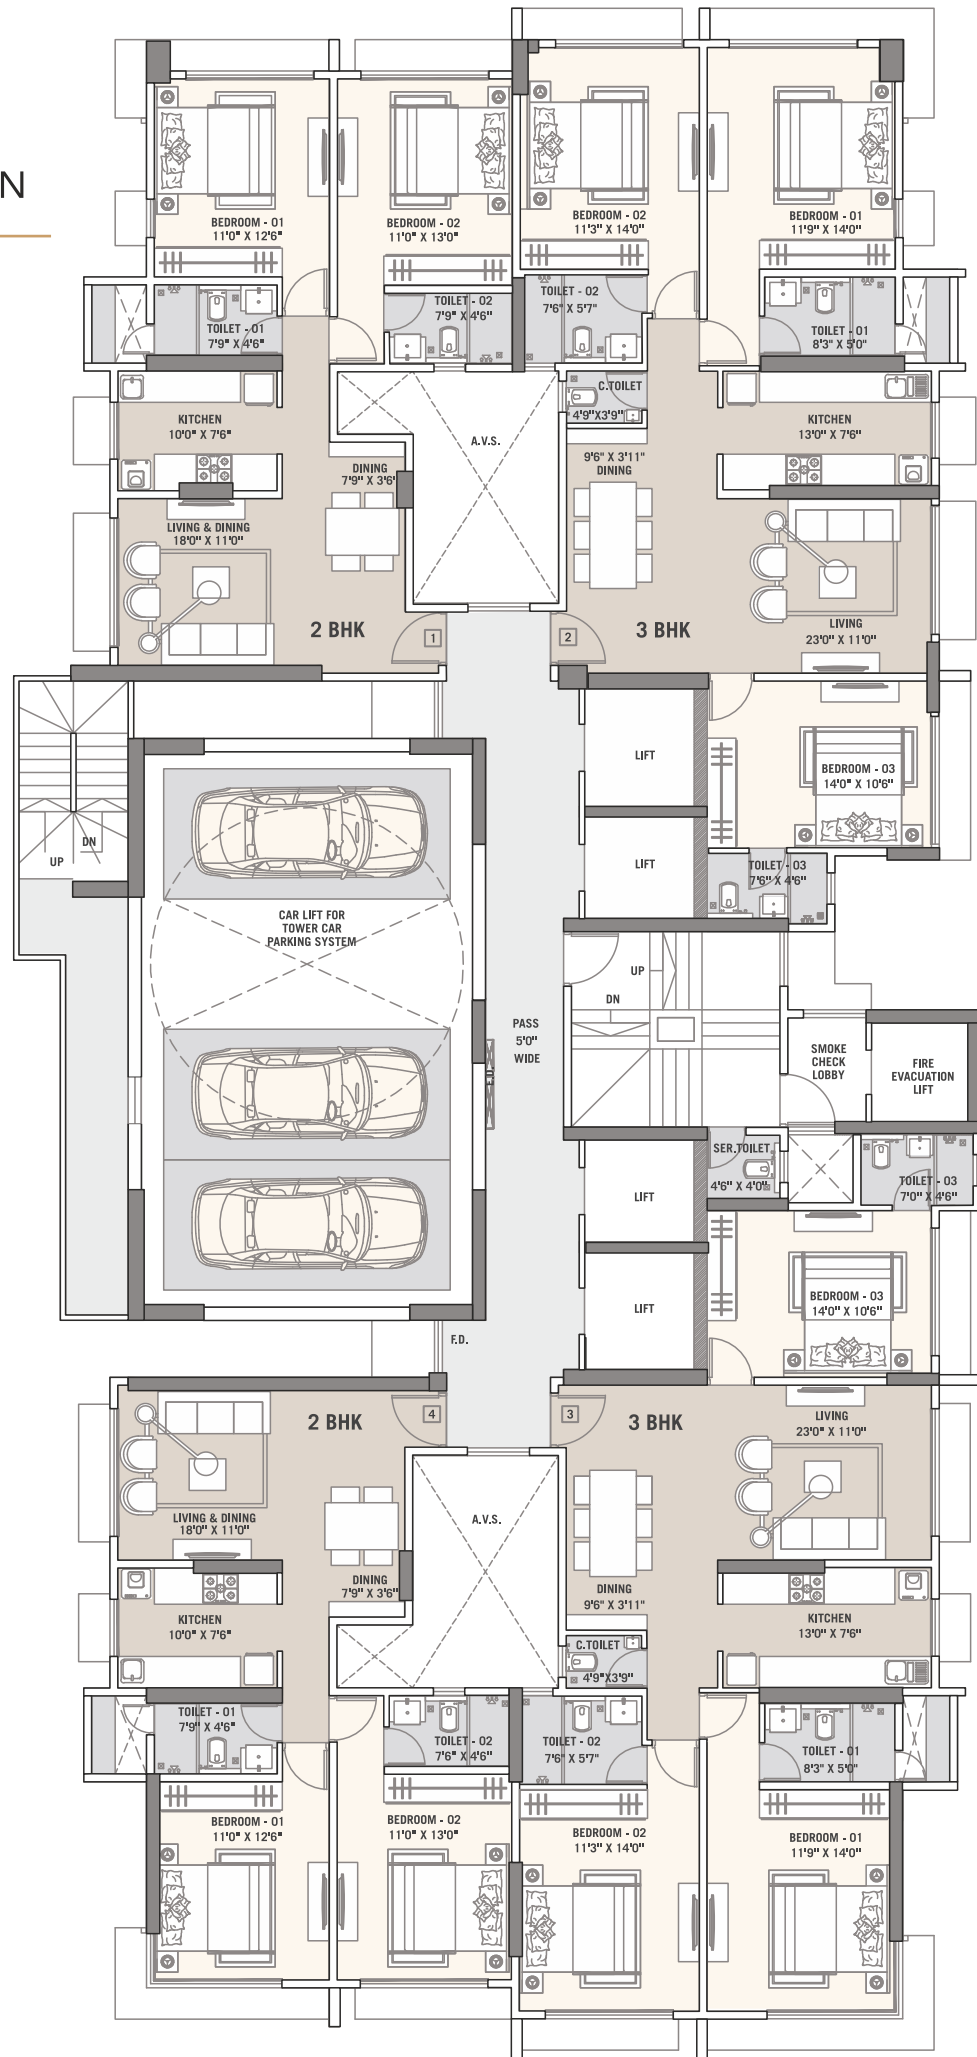 N
BEDROOM - 01
11'0" X 12'6"
BEDROOM - 02
11'0" X 13'0"
BEDROOM - 02
11'3" X 14'0"
BEDROOM - 01
11'9" X 14'0"
TOILET - 01
7'9" X 4'6"
TOILET - 02
7'9" X 4'6"
TOILET - 02
7'6" X 5'7"
TOILET - 01
8'3" X 5'0"
KITCHEN
10'0" X 7'6"
A.V.S.
C.TOILET
4'9"X3'9"
KITCHEN
13'0" X 7'6"
DINING
7'9" X 3'6"
9'6" X 3'11"
DINING
LIVING & DINING
18'0" X 11'0"
2 BHK
1
2
3 BHK
LIVING
23'0" X 11'0"
LIFT
BEDROOM - 03
14'0" X 10'6"
UP
DN
LIFT
TOILET - 03
7'6" X 4'6"
CAR LIFT FOR
TOWER CAR
PARKING SYSTEM
UP
DN
PASS
5'0"
WIDE
SMOKE
CHECK
LOBBY
FIRE
EVACUATION
LIFT
SER.TOILET
4'6" X 4'0"
TOILET - 03
7'0" X 4'6"
LIFT
BEDROOM - 03
14'0" X 10'6"
LIFT
F.D.
2 BHK
4
3
3 BHK
LIVING
23'0" X 11'0"
LIVING & DINING
18'0" X 11'0"
A.V.S.
DINING
7'9" X 3'6"
DINING
9'6" X 3'11"
KITCHEN
10'0" X 7'6"
C.TOILET
4'9"X3'9"
KITCHEN
13'0" X 7'6"
TOILET - 01
7'9" X 4'6"
TOILET - 02
7'6" X 4'6"
TOILET - 02
7'6" X 5'7"
TOILET - 01
8'3" X 5'0"
BEDROOM - 01
11'0" X 12'6"
BEDROOM - 02
11'0" X 13'0"
BEDROOM - 02
11'3" X 14'0"
BEDROOM - 01
11'9" X 14'0"